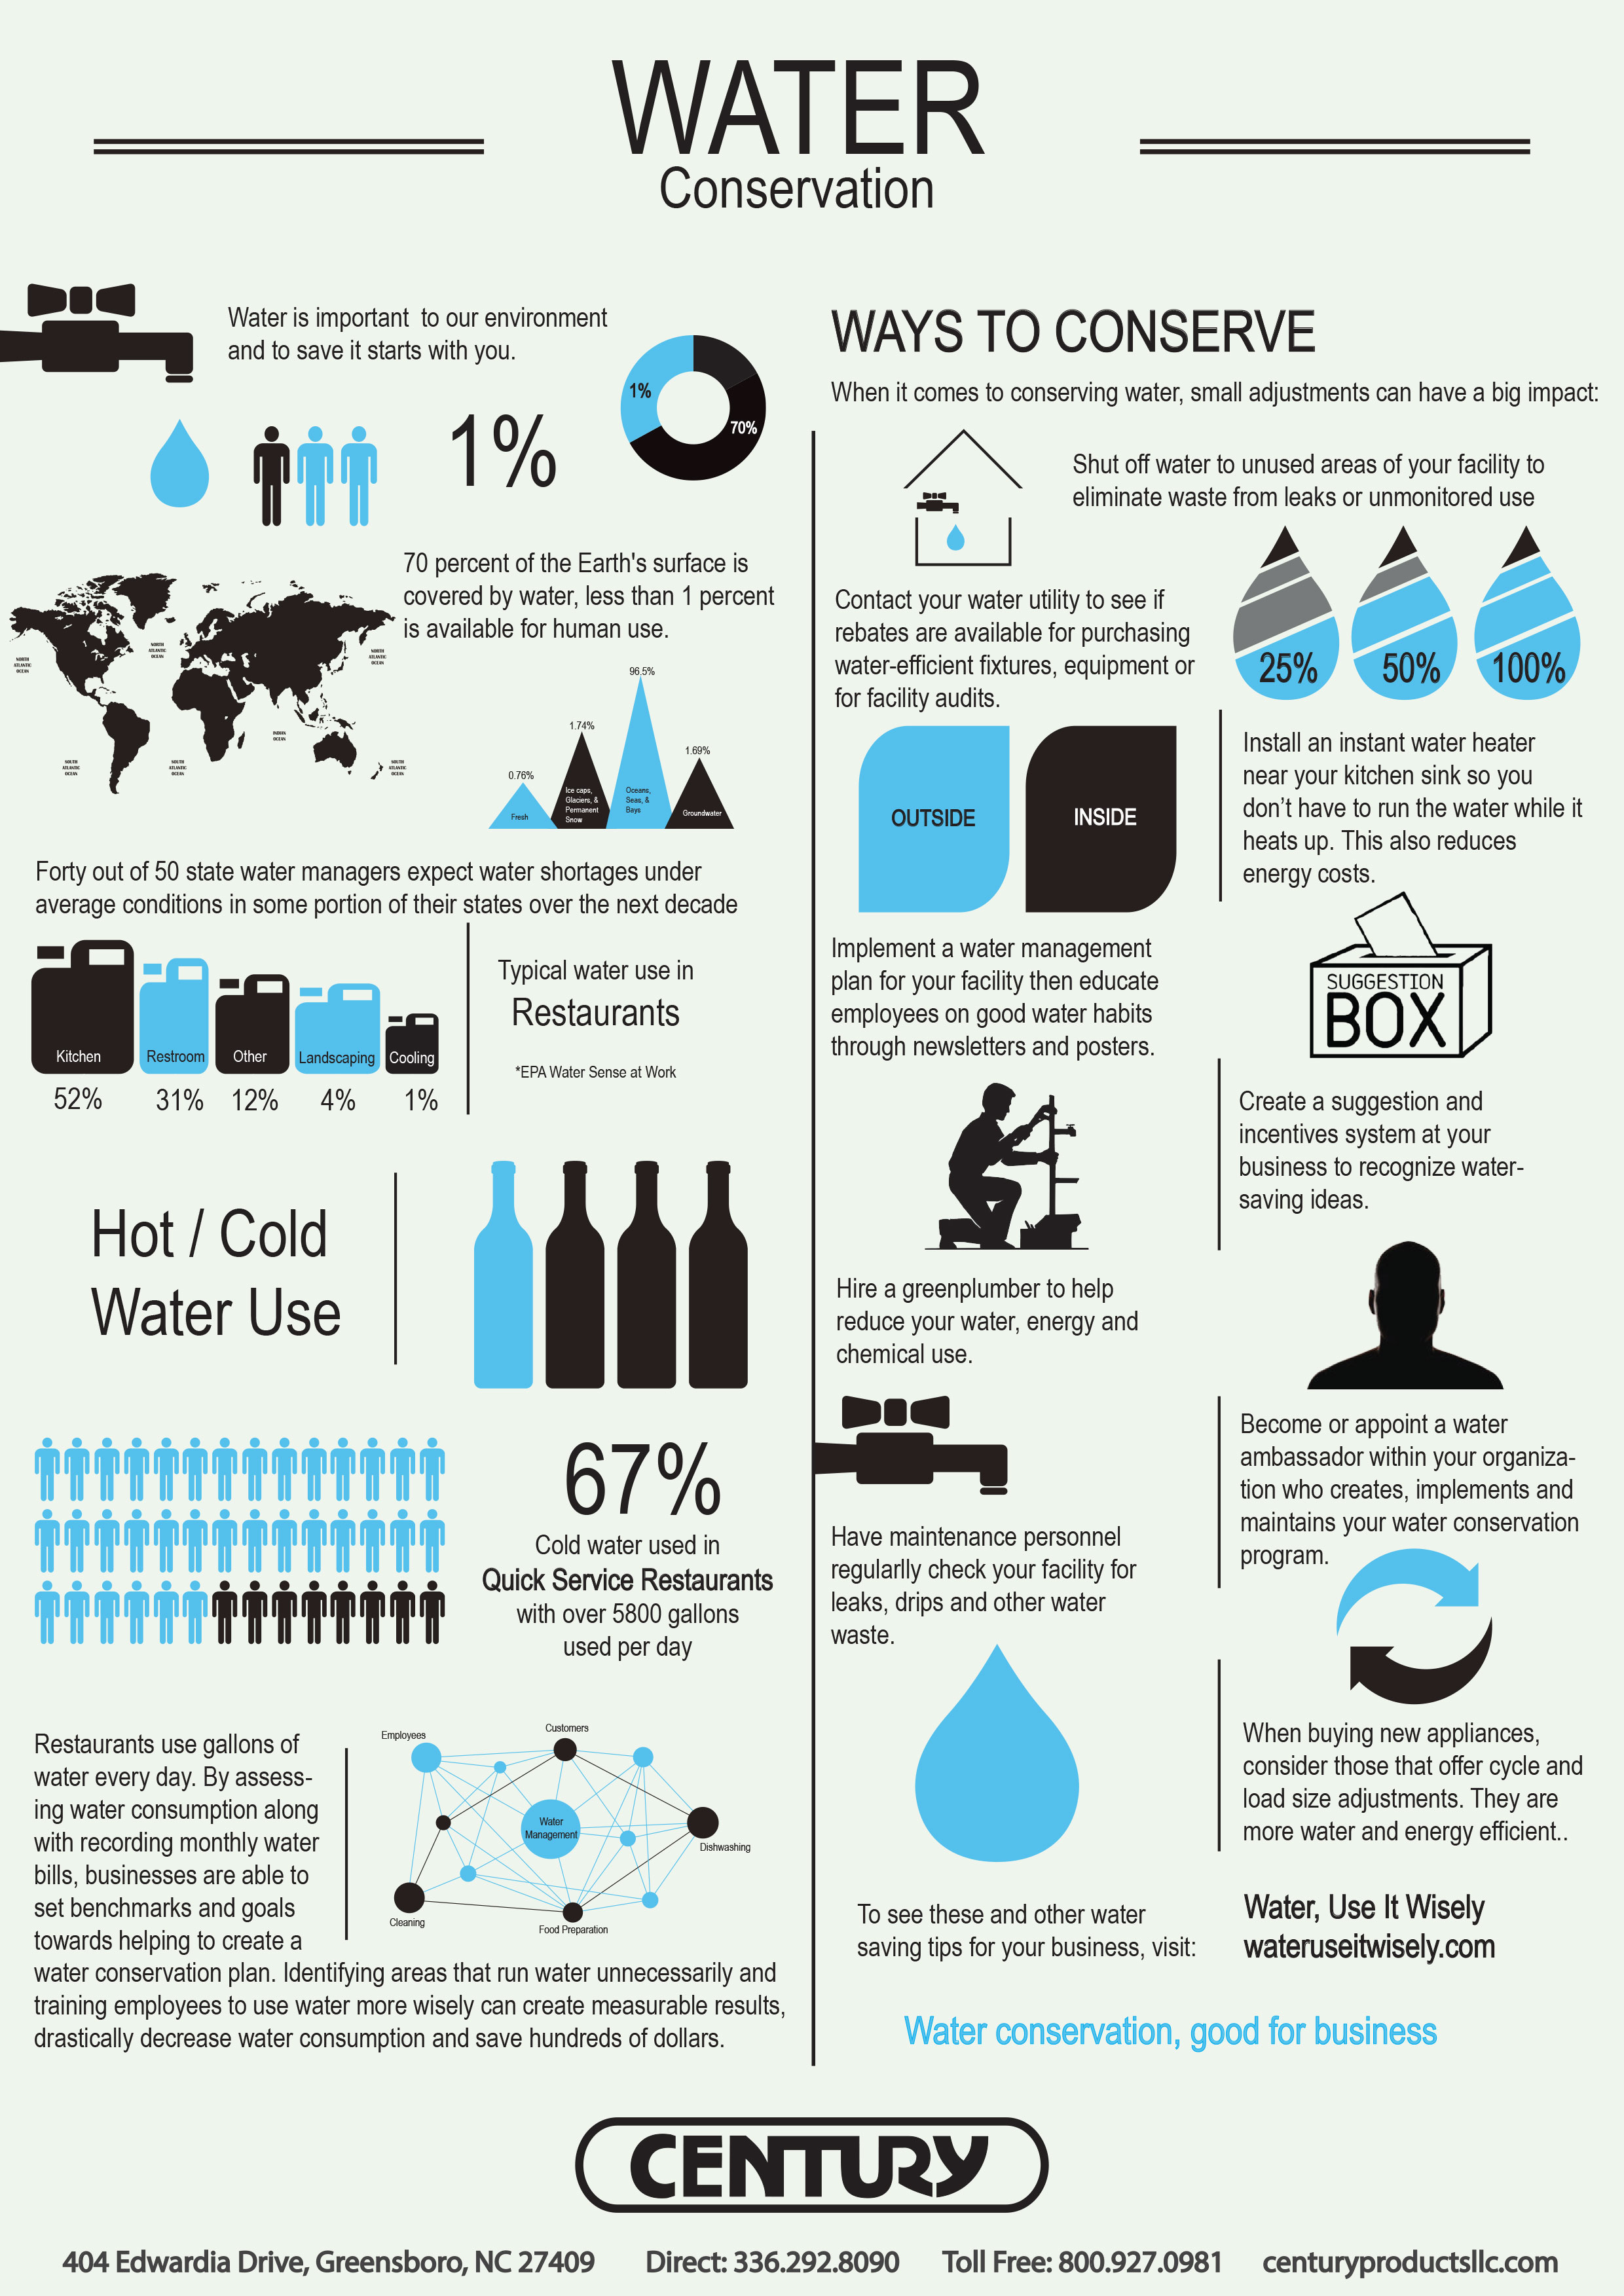 WATER
Conservation
Water is important to our environment
and to save it starts with you.
1%
1%
70%
70 percent of the Earth's surface is
covered by water, less than 1 percent
is available for human use.
NORTH
ATLANTIC
OCEAN
NORTH
ATLANTIC
OCEAN
NORTH
ATLANTIC
OCEAN
INDIAN
OCEAN
SOUTH
ATLANTIC
OCEAN
SOUTH
ATLANTIC
OCEAN
SOUTH
ATLANTIC
OCEAN
96.5%
1.74%
1.69%
0.76%
Fresh
Ice caps,
Glaciers, &
Permanent
Snow
Oceans,
Seas, &
Bays
Groundwater
Forty out of 50 state water managers expect water shortages under
average conditions in some portion of their states over the next decade
Kitchen
Restroom
Other
Landscaping
Cooling
52%
31%
12%
4%
1%
Typical water use in
Restaurants
*EPA Water Sense at Work
Hot / Cold
Water Use
67%
Cold water used in
Quick Service Restaurants
with over 5800 gallons
used per day
Restaurants use gallons of
water every day. By assess-
ing water consumption along
with recording monthly water
bills, businesses are able to
set benchmarks and goals
towards helping to create a
water conservation plan. Identifying areas that run water unnecessarily and
training employees to use water more wisely can create measurable results,
drastically decrease water consumption and save hundreds of dollars.
Employees
Customers
Water
Management
Dishwashing
Cleaning
Food Preparation
WAYS TO CONSERVE
When it comes to conserving water, small adjustments can have a big impact:
Shut off water to unused areas of your facility to
eliminate waste from leaks or unmonitored use
25%
50%
100%
Contact your water utility to see if
rebates are available for purchasing
water-efficient fixtures, equipment or
for facility audits.
OUTSIDE
INSIDE
Install an instant water heater
near your kitchen sink so you
don’t have to run the water while it
heats up. This also reduces
energy costs.
Implement a water management
plan for your facility then educate
employees on good water habits
through newsletters and posters.
SUGGESTION
BOX
Create a suggestion and
incentives system at your
business to recognize water-
saving ideas.
Hire a greenplumber to help
reduce your water, energy and
chemical use.
Become or appoint a water
ambassador within your organiza-
tion who creates, implements and
maintains your water conservation
program.
Have maintenance personnel
regularlly check your facility for
leaks, drips and other water
waste.
When buying new appliances,
consider those that offer cycle and
load size adjustments. They are
more water and energy efficient..
To see these and other water
saving tips for your business, visit:
Water, Use It Wisely
wateruseitwisely.com
Water conservation, good for business
CENTURY
404 Edwardia Drive, Greensboro, NC 27409
Direct: 336.292.8090
Toll Free: 800.927.0981
centuryproductsllc.com